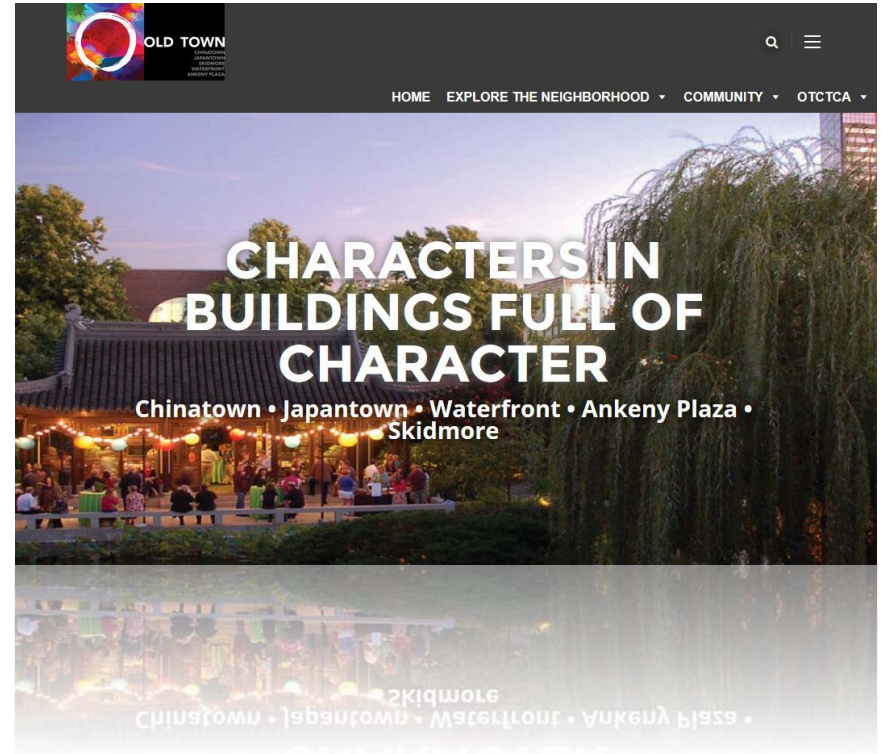 OLD TOWN
CHINATOWN
JAPANTOWN
SKIDMORE
WATERFRONT
ANKENY PLAZA
HOME EXPLORE THE NEIGHBORHOOD COMMUNITY OTCTCA
CHARACTERS IN
BUILDINGS FULL OF
CHARACTER
Chinatown • Japantown • Waterfront • Ankeny Plaza •
Skidmore
Skidmore
Chinatown • Japantown • Waterfront • Ankeny Plaza •